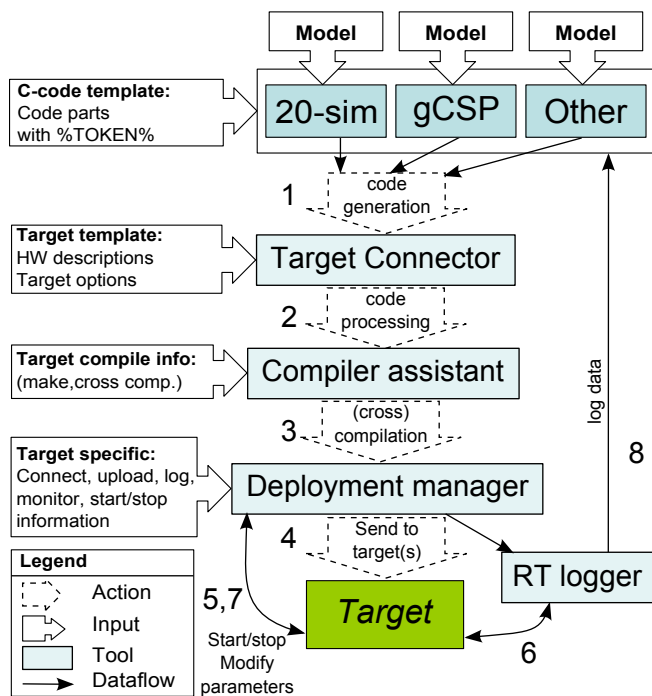 Model
Model
Model
C-code template:
Code parts
with %TOKEN%
20-sim
gCSP
Other
1
code
generation
Target template:
HW descriptions
Target options
Target Connector
2
code
processing
Target compile info:
(make,cross comp.)
Compiler assistant
3
(cross)
compilation
log data
8
Target specific:
Connect, upload, log,
monitor, start/stop
information
Deployment manager
4
Send to
target(s)
RT logger
Legend
Action
Input
Tool
Dataflow
5,7
Start/stop
Modify
parameters
Target
6